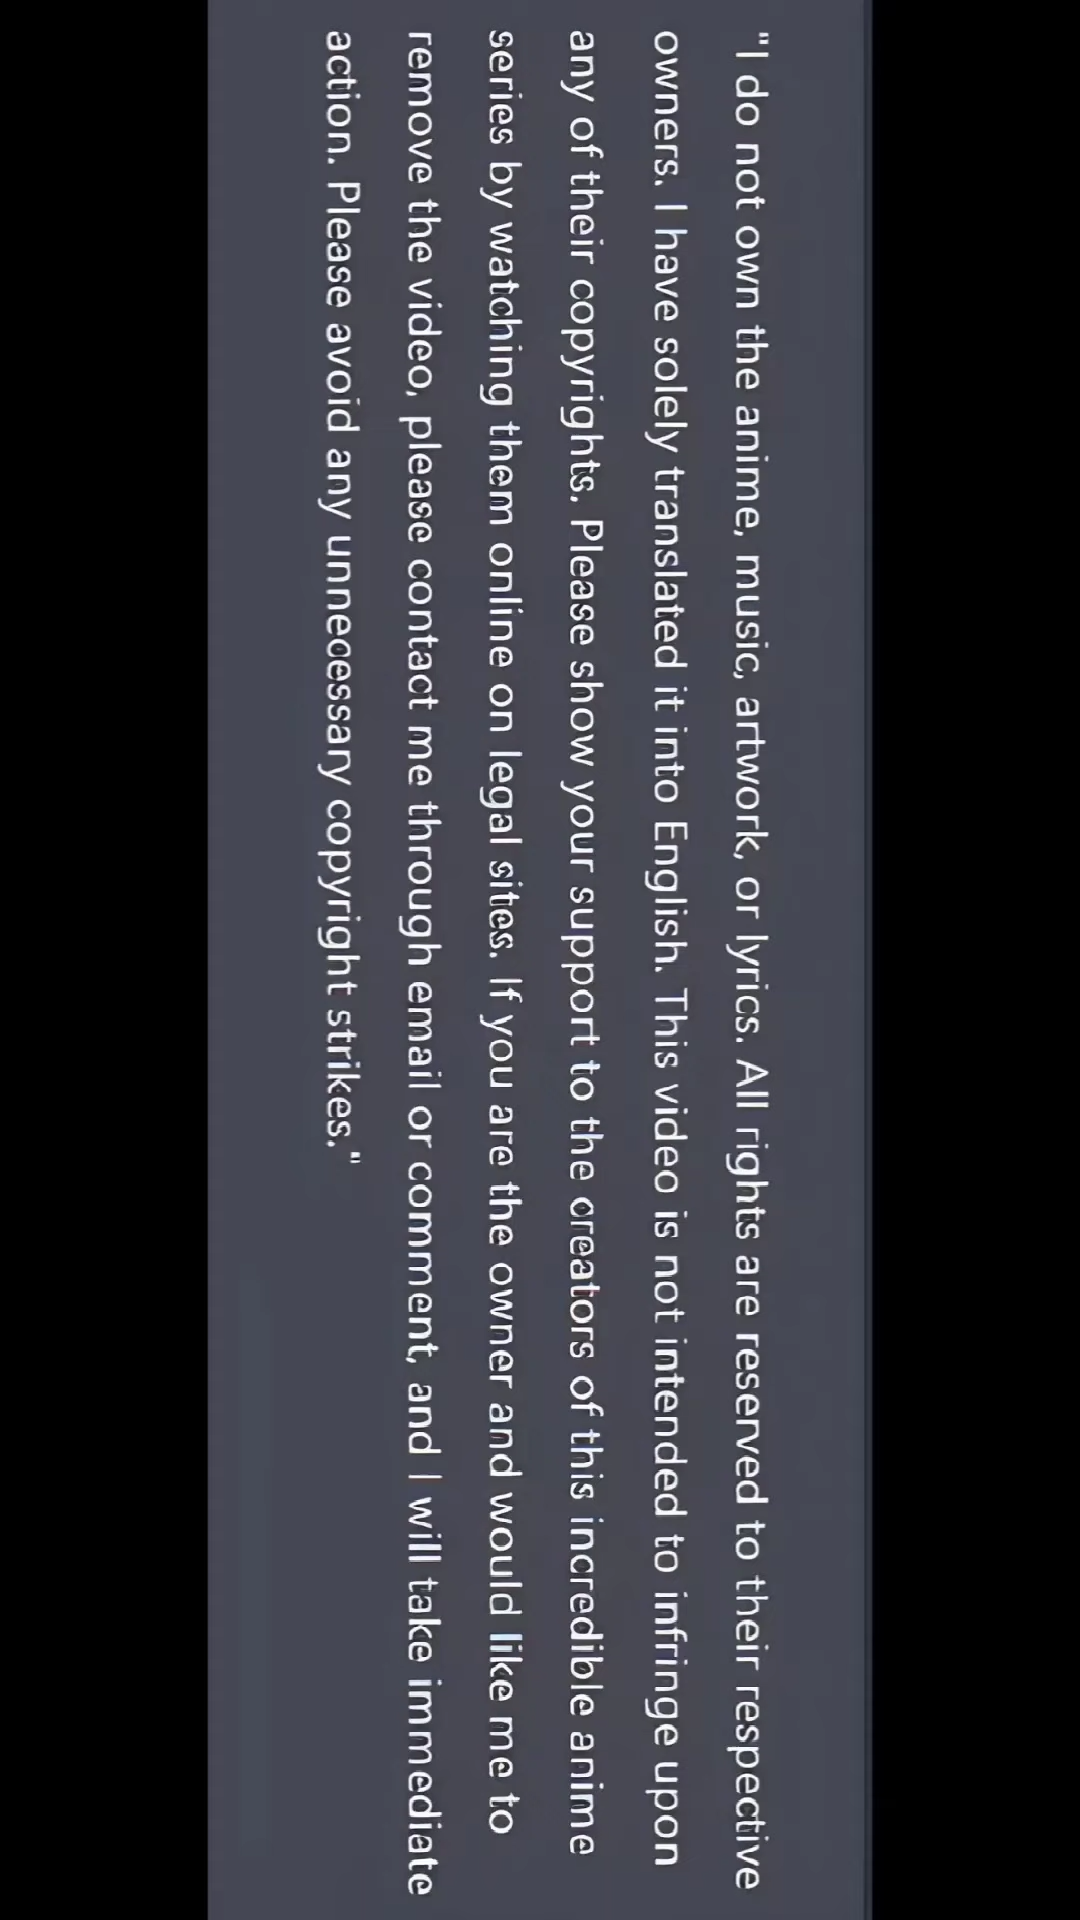 "I do not own the anime, music, artwork, or lyrics. All rights are reserved to their respective
owners. I have solely translated it into English. This video is not intended to infringe upon
any of their copyrights. Please show your support to the creators of this incredible anime
series by watching them online on legal sites. If you are the owner and would like me to
remove the video, please contact me through email or comment, and I will take immediate
action. Please avoid any unnecessary copyright strikes."